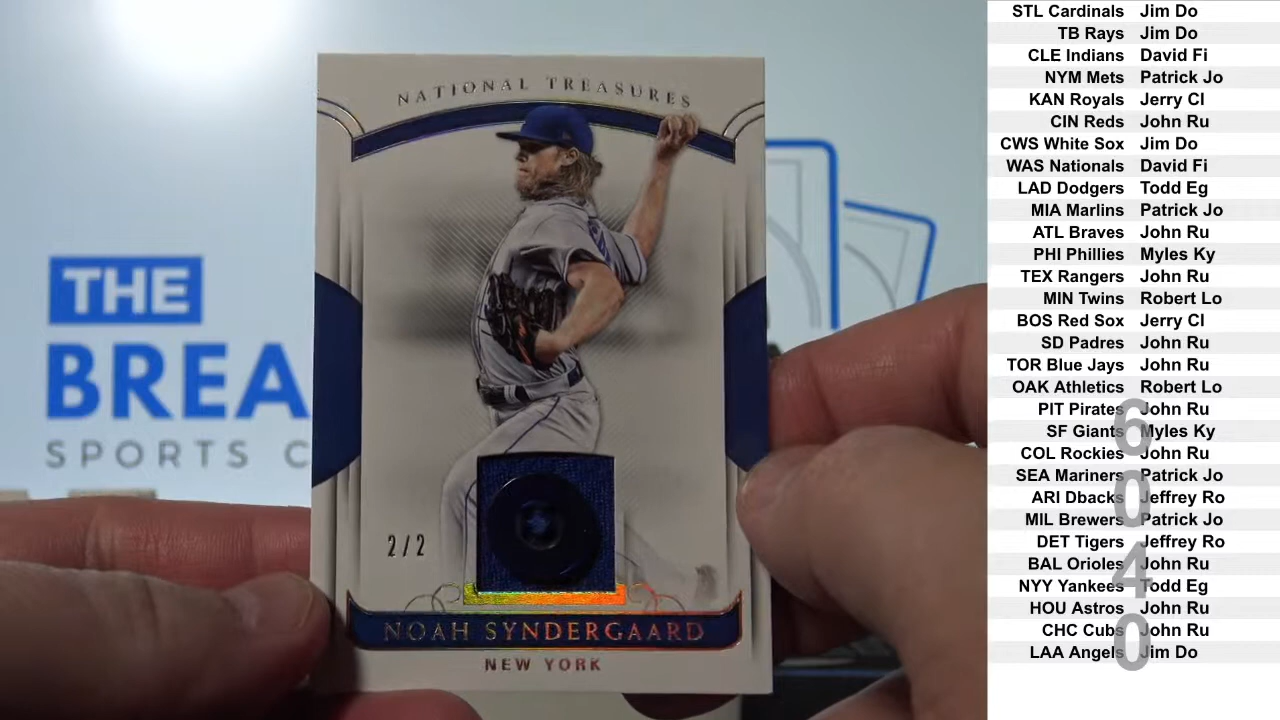 NATIONAL TREASURES
THE
BREA
SPORTS C
2/2
NOAH SYNDERGAARD
NEW YORK
STL Cardinals Jim Do
TB Rays Jim Do
CLE Indians David Fi
NYM Mets Patrick Jo
KAN Royals Jerry Cl
CIN Reds John Ru
CWS White Sox Jim Do
WAS Nationals David Fi
LAD Dodgers Todd Eg
MIA Marlins Patrick Jo
ATL Braves John Ru
PHI Phillies Myles Ky
TEX Rangers John Ru
MIN Twins Robert Lo
BOS Red Sox Jerry Cl
SD Padres John Ru
TOR Blue Jays John Ru
OAK Athletics Robert Lo
PIT Pirates John Ru
SF Giants Myles Ky
COL Rockies John Ru
SEA Mariners Patrick Jo
ARI Dbacks Jeffrey Ro
MIL Brewers Patrick Jo
DET Tigers Jeffrey Ro
BAL Orioles John Ru
NYY Yankees Todd Eg
HOU Astros John Ru
CHC Cubs John Ru
LAA Angels Jim Do
6040